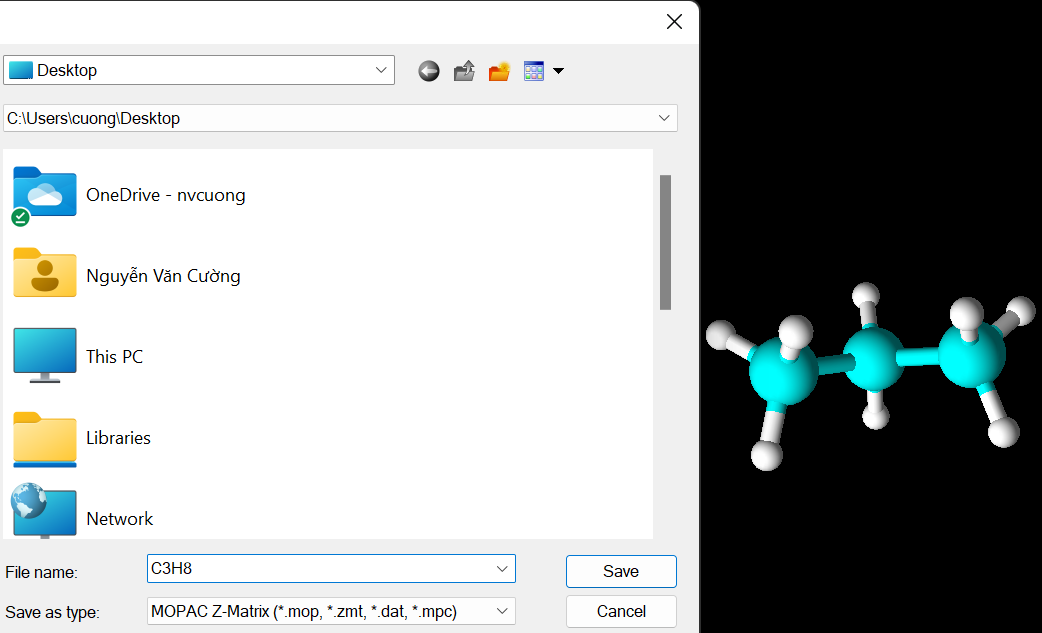 Desktop
C:\Users\cuong\Desktop
OneDrive - nvcuong
Nguyễn Văn Cường
This PC
Libraries
Network
File name: C3H8 Save
Save as type: MOPAC Z-Matrix (*.mop, *.zmt, *.dat, *.mpc) Cancel